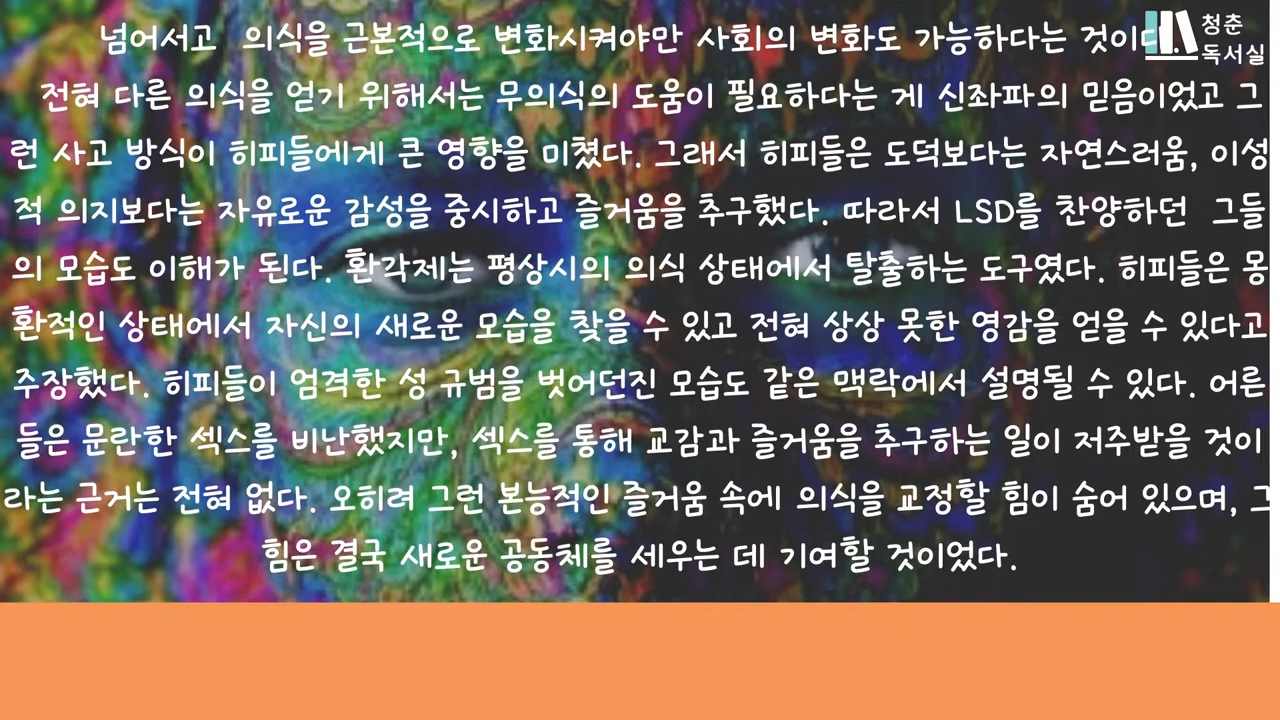 넘어서고 의식을 근본적으로 변화시켜야만 사회의 변화도 가능하다는 것이다.
청춘
독서실
전혀 다른 의식을 얻기 위해서는 무의식의 도움이 필요하다는 게 신좌파의 믿음이었고 그
런 사고 방식이 히피들에게 큰 영향을 미쳤다. 그래서 히피들은 도덕보다는 자연스러움, 이성
적 의지보다는 자유로운 감성을 중시하고 즐거움을 추구했다. 따라서 LSD를 찬양하던 그들
의 모습도 이해가 된다. 환각제는 평상시의 의식 상태에서 탈출하는 도구였다. 히피들은 몽
환적인 상태에서 자신의 새로운 모습을 찾을 수 있고 전혀 상상 못한 영감을 얻을 수 있다고
주장했다. 히피들이 엄격한 성 규범을 벗어던진 모습도 같은 맥락에서 설명될 수 있다. 어른
들은 문란한 섹스를 비난했지만, 섹스를 통해 교감과 즐거움을 추구하는 일이 저주받을 것이
라는 근거는 전혀 없다. 오히려 그런 본능적인 즐거움 속에 의식을 교정할 힘이 숨어 있으며, 그
힘은 결국 새로운 공동체를 세우는 데 기여할 것이었다.